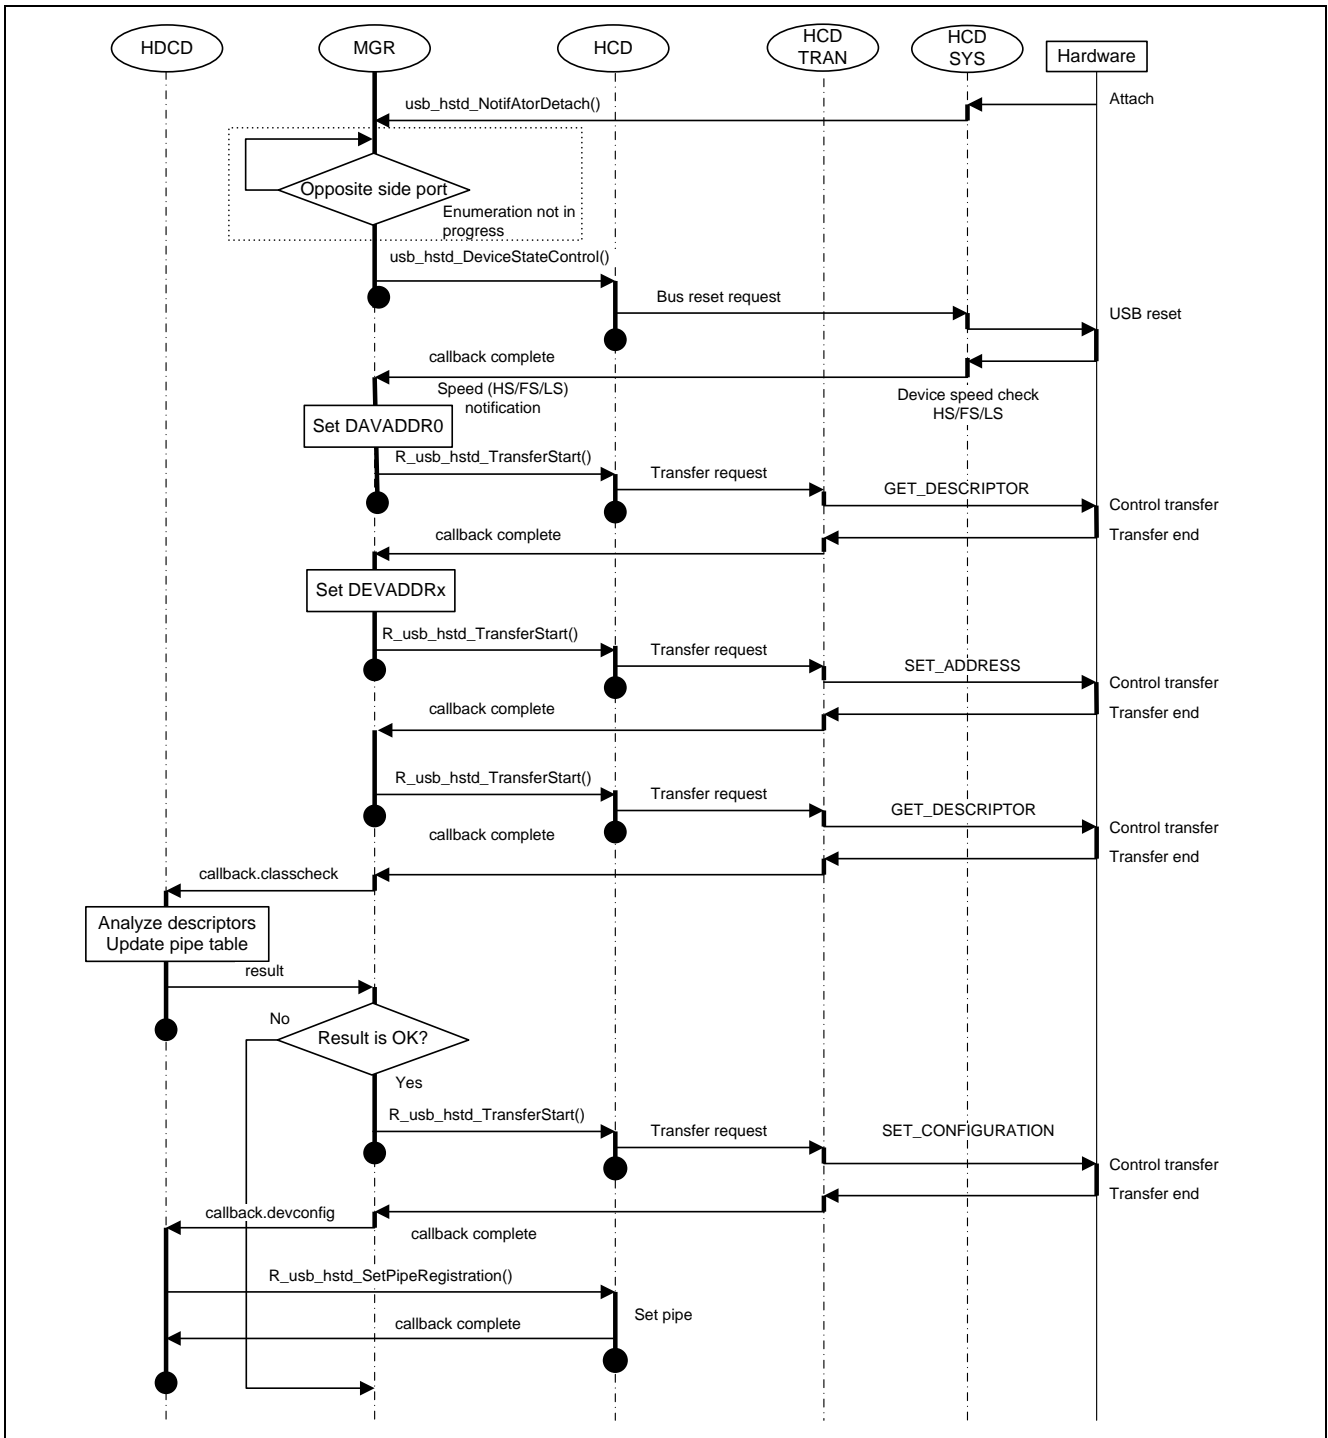 HDCD
MGR
HCD
HCD
TRAN
HCD
SYS
Hardware
Attach
usb_hstd_NotifAtorDetach()
Opposite side port
Enumeration not in
progress
usb_hstd_DeviceStateControl()
Bus reset request
USB reset
callback complete
Speed (HS/FS/LS)
notification
Device speed check
HS/FS/LS
Set DAVADDR0
R_usb_hstd_TransferStart()
Transfer request
GET_DESCRIPTOR
Control transfer
Transfer end
callback complete
Set DEVADDRx
R_usb_hstd_TransferStart()
Transfer request
SET_ADDRESS
Control transfer
Transfer end
callback complete
R_usb_hstd_TransferStart()
Transfer request
GET_DESCRIPTOR
Control transfer
Transfer end
callback complete
callback.classcheck
Analyze descriptors
Update pipe table
result
No
Result is OK?
Yes
R_usb_hstd_TransferStart()
Transfer request
SET_CONFIGURATION
Control transfer
Transfer end
callback.devconfig
callback complete
R_usb_hstd_SetPipeRegistration()
Set pipe
callback complete